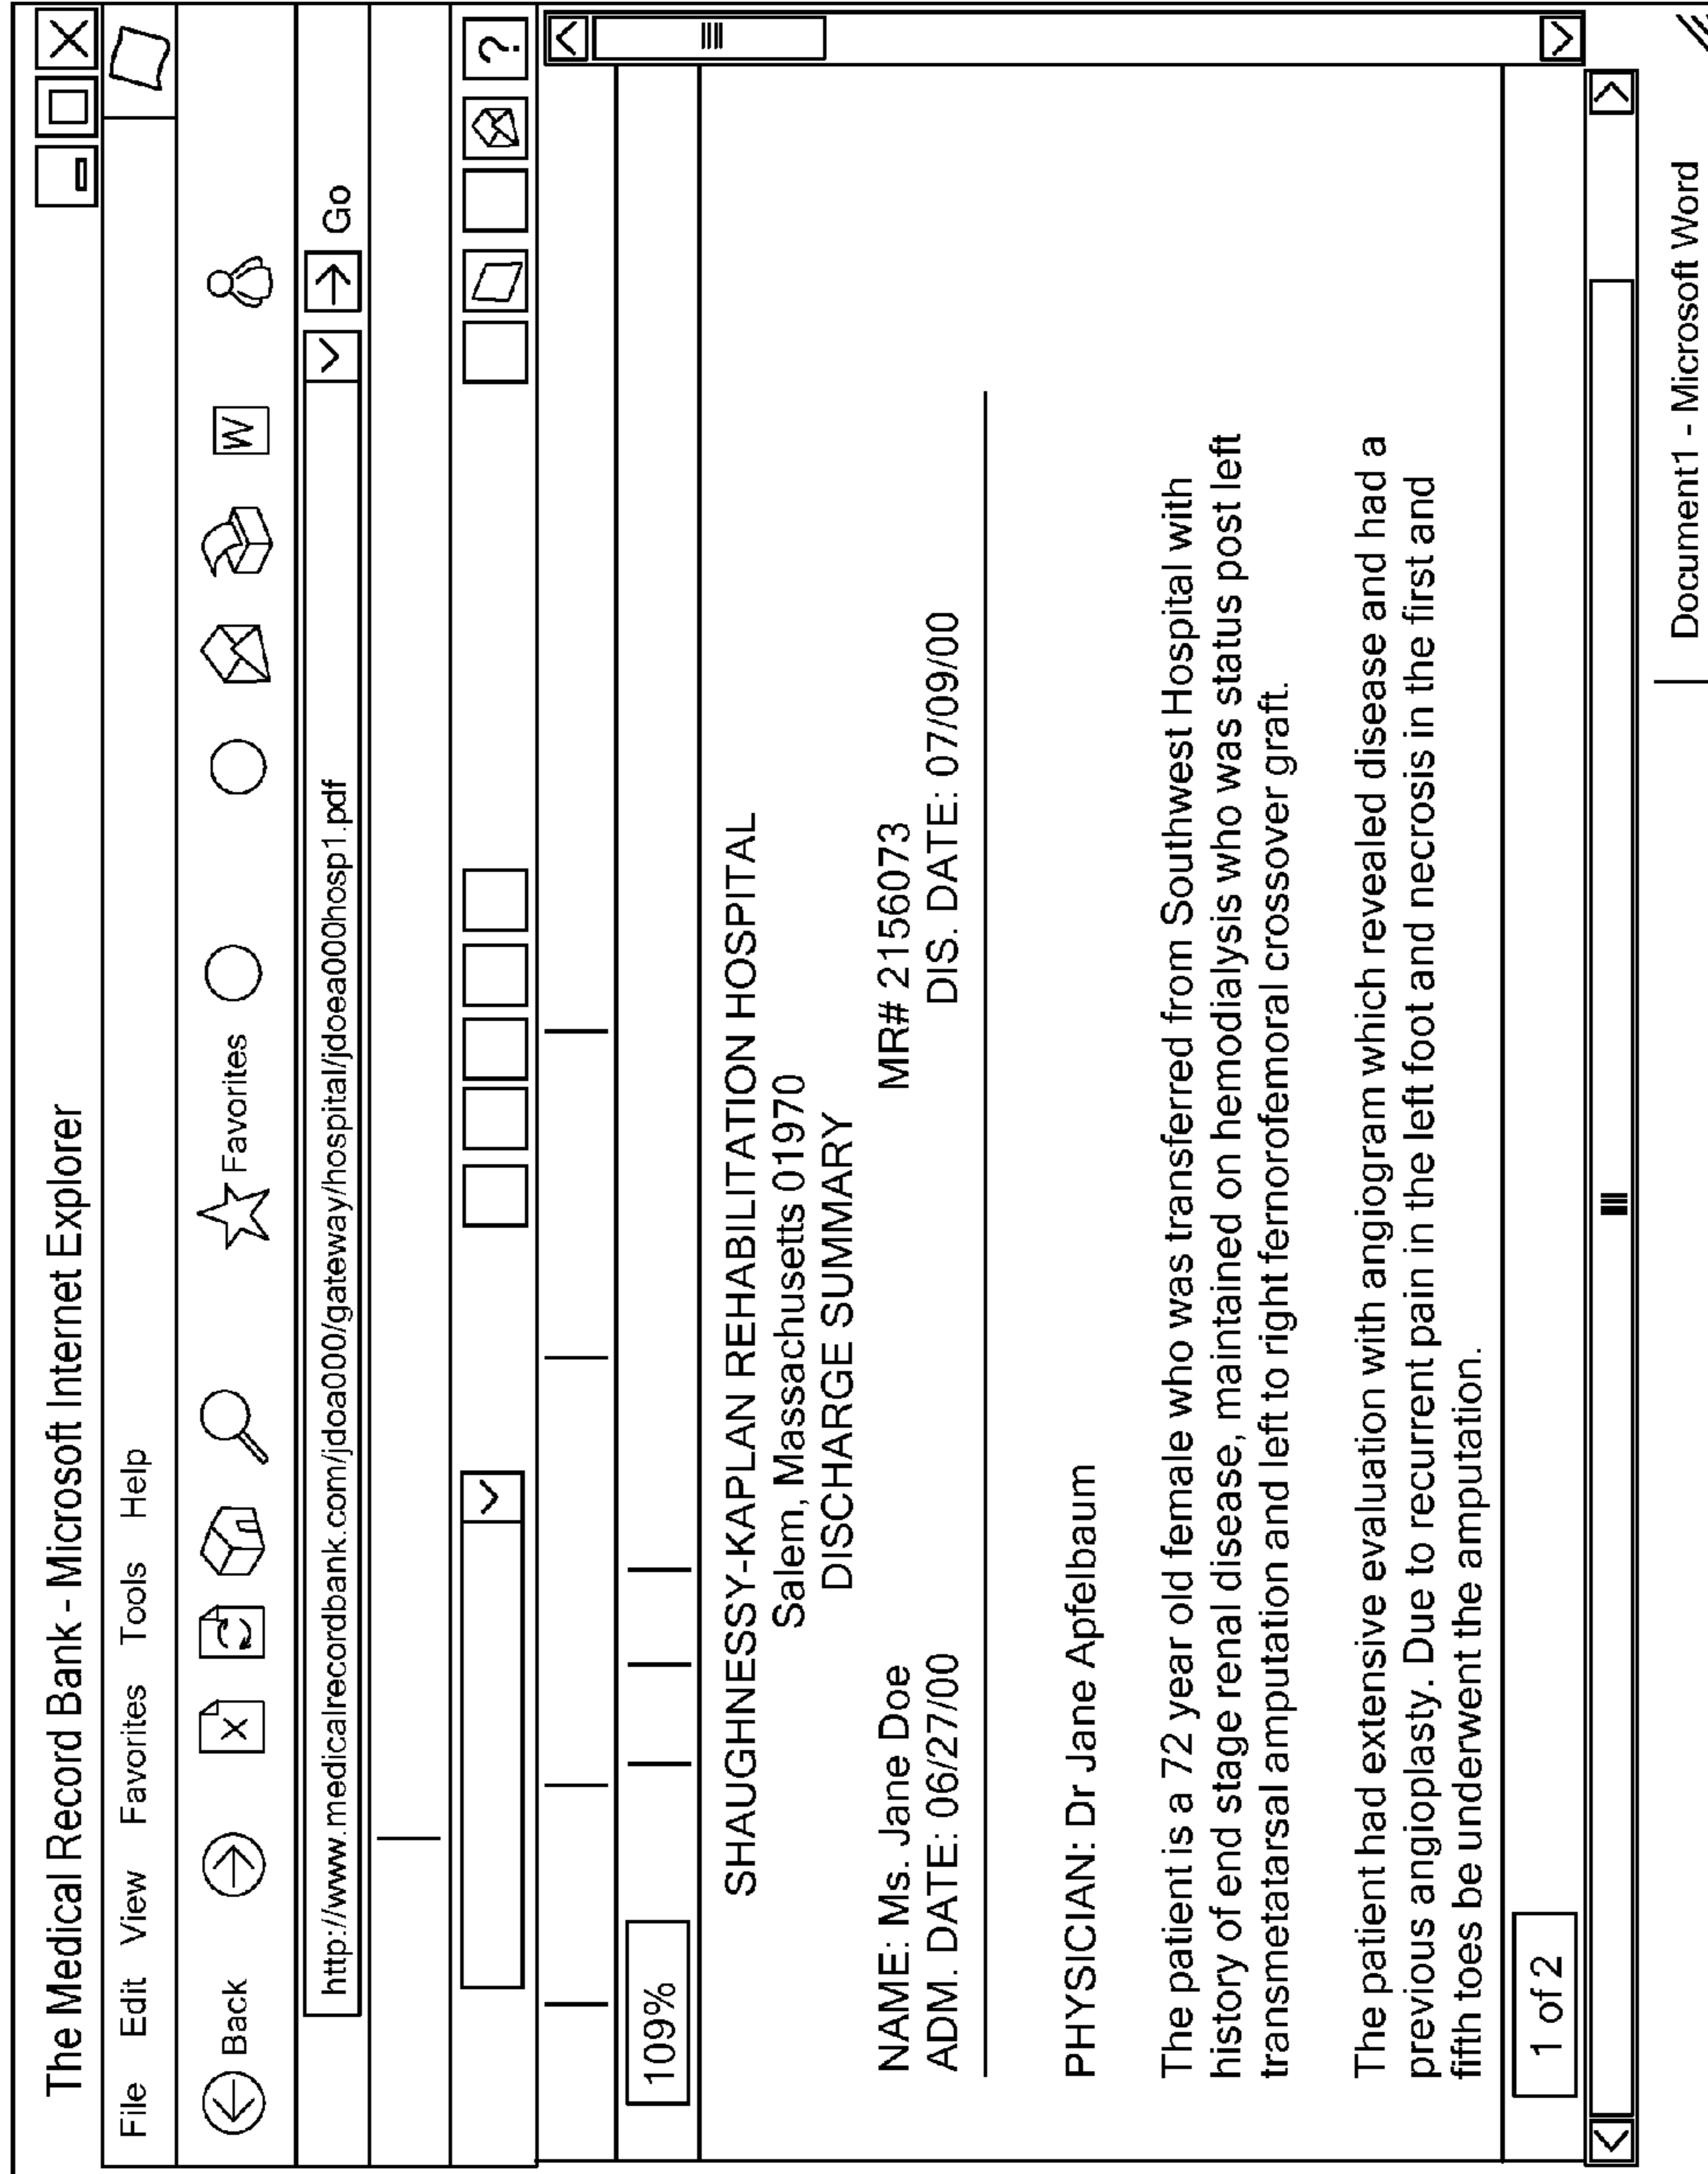 The Medical Record Bank - Microsoft Internet Explorer
File Edit View Favorites Tools Help
Back Favorites W
http://www.medicalrecordbank.com/jdoa000/gateway/hospital/jdoea000hosp1.pdf Go
?
109%
SHAUGHNESSY-KAPLAN REHABILITATION HOSPITAL
Salem, Massachusetts 01970
DISCHARGE SUMMARY
NAME: Ms. Jane Doe MR# 2156073
ADM. DATE: 06/27/00 DIS. DATE: 07/09/00
PHYSICIAN: Dr Jane Apfelbaum
The patient is a 72 year old female who was transferred from Southwest Hospital with
history of end stage renal disease, maintained on hemodialysis who was status post left
transmetatarsal amputation and left to right fernorofemoral crossover graft.
The patient had extensive evaluation with angiogram which revealed disease and had a
previous angioplasty. Due to recurrent pain in the left foot and necrosis in the first and
fifth toes be underwent the amputation.
1 of 2
Document1 - Microsoft Word